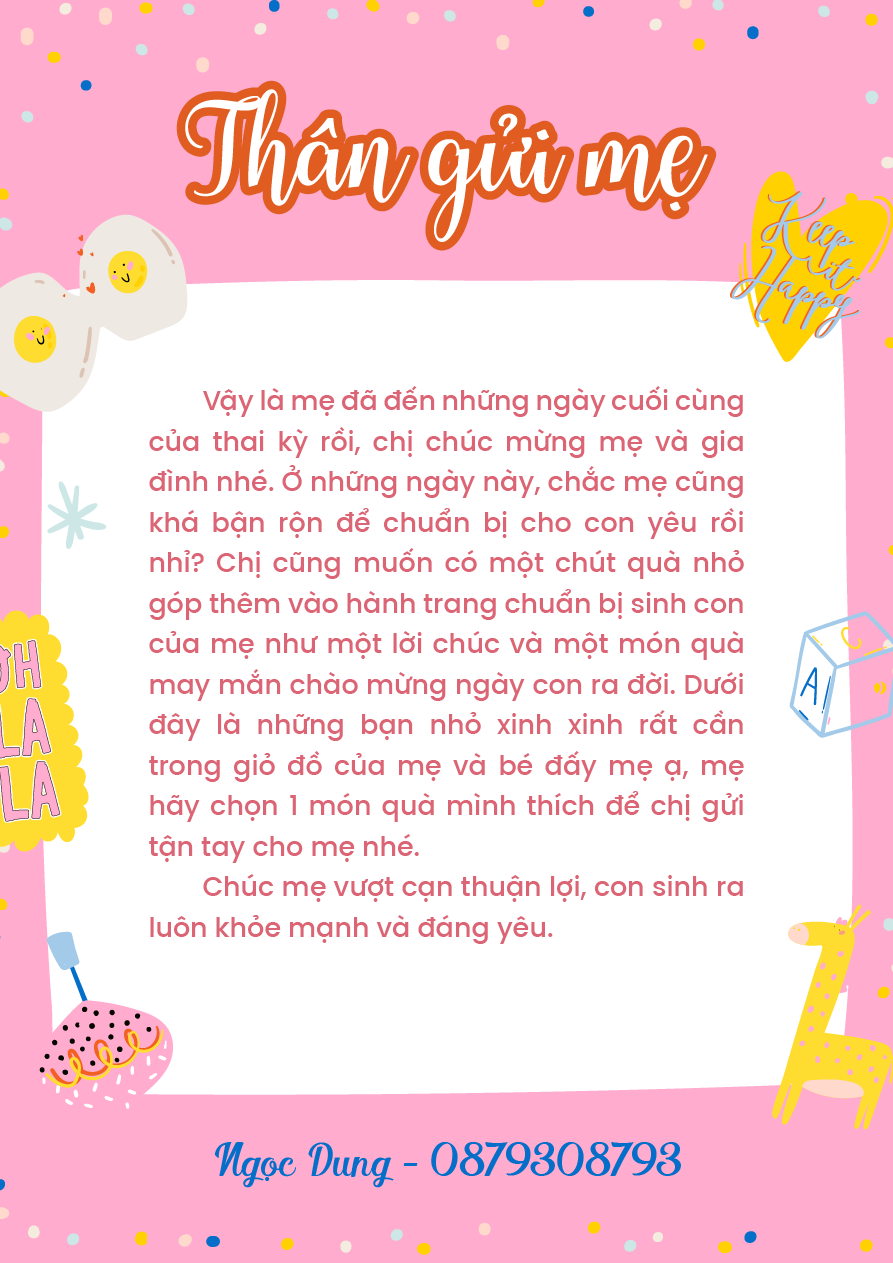 Thân gửi mẹ
Keep
it
Happy
Vậy là mẹ đã đến những ngày cuối cùng
của thai kỳ rồi, chị chúc mừng mẹ và gia
đình nhé. Ở những ngày này, chắc mẹ cũng
khá bận rộn để chuẩn bị cho con yêu rồi
nhỉ? Chị cũng muốn có một chút quà nhỏ
góp thêm vào hành trang chuẩn bị sinh con
của mẹ như một lời chúc và một món quà
may mắn chào mừng ngày con ra đời. Dưới
đây là những bạn nhỏ xinh xinh rất cần
trong giỏ đồ của mẹ và bé đấy mẹ ạ, mẹ
hãy chọn 1 món quà mình thích để chị gửi
tận tay cho mẹ nhé.
Chúc mẹ vượt cạn thuận lợi, con sinh ra
luôn khỏe mạnh và đáng yêu.
OH
LA
LA
A
C
Ngọc Dung - 0879308793